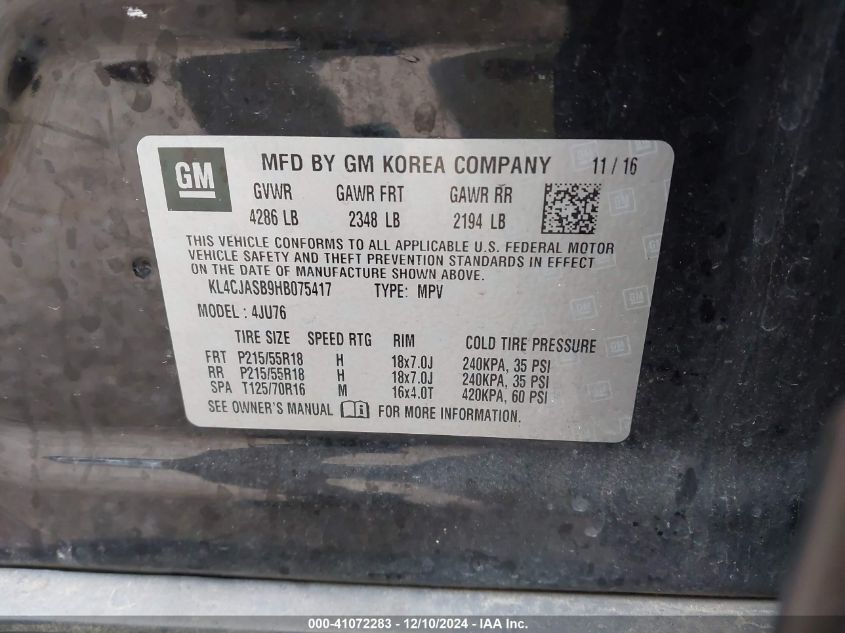 GM MFD BY GM KOREA COMPANY 11 / 16
GVWR GAWR FRT GAWR RR
4286 LB 2348 LB 2194 LB
THIS VEHICLE CONFORMS TO ALL APPLICABLE U.S. FEDERAL MOTOR
VEHICLE SAFETY AND THEFT PREVENTION STANDARDS IN EFFECT
ON THE DATE OF MANUFACTURE SHOWN ABOVE.
KL4CJASB9HB075417 TYPE: MPV
MODEL : 4JU76
TIRE SIZE SPEED RTG RIM COLD TIRE PRESSURE
FRT P215/55R18 H 18x7.0J 240KPA, 35 PSI
RR P215/55R18 H 18x7.0J 240KPA, 35 PSI
SPA T125/70R16 M 16x4.0T 420KPA, 60 PSI
SEE OWNER'S MANUAL FOR MORE INFORMATION.
000-41072283 - 12/10/2024 - IAA Inc.